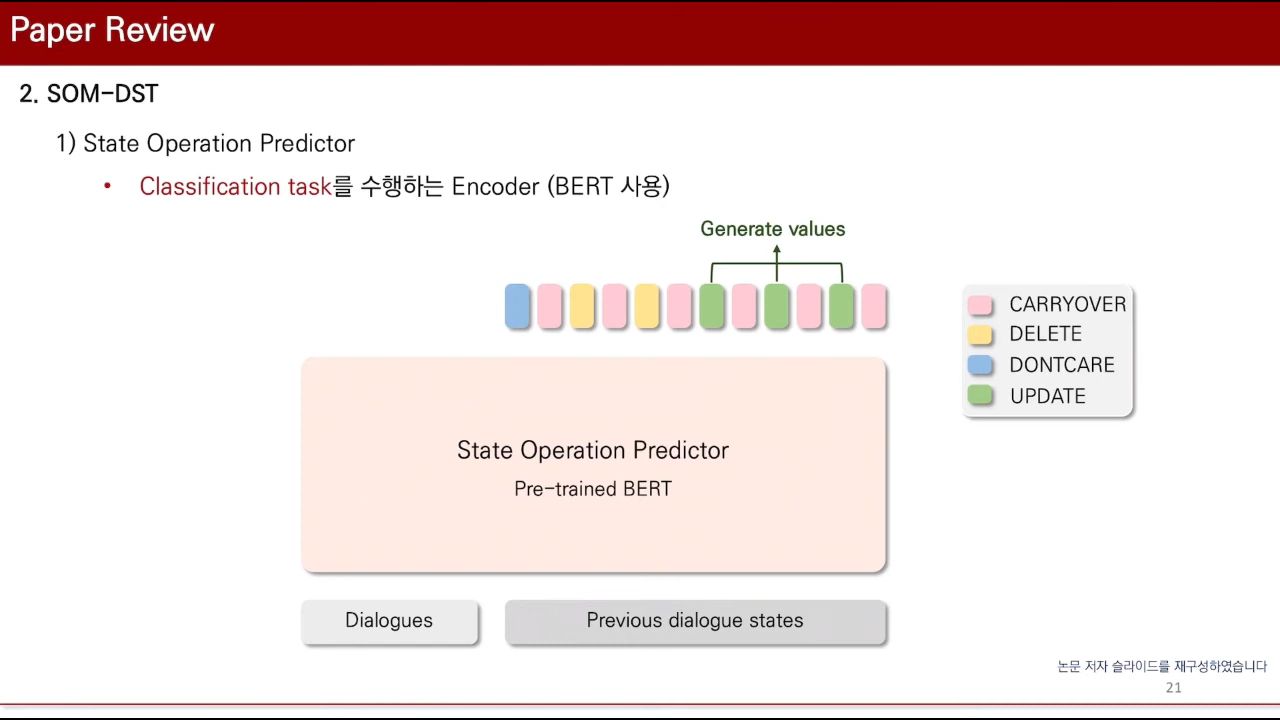 Paper Review
2. SOM-DST
1) State Operation Predictor
• Classification task를 수행하는 Encoder (BERT 사용)
Generate values
CARRYOVER
DELETE
DONTCARE
UPDATE
State Operation Predictor
Pre-trained BERT
Dialogues
Previous dialogue states
논문 저자 슬라이드를 재구성하였습니다
21